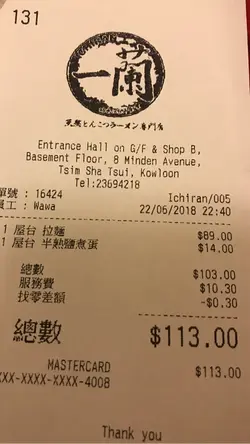 131
一蘭
天然とんこつラーメン専門店
Entrance Hall on G/F & Shop B,
Basement Floor, 8 Minden Avenue,
Tsim Sha Tsui, Kowloon
Tel:23694218
單號 : 16424 Ichiran/005
員工 : Wawa 22/06/2018 22:40
1 屋台 拉麵 $89.00
1 屋台 半熟鹽煮蛋 $14.00
總數 $103.00
服務費 $10.30
找零差額 -$0.30
總數 $113.00
MASTERCARD $113.00
XXX-XXXX-XXXX-4008
Thank you